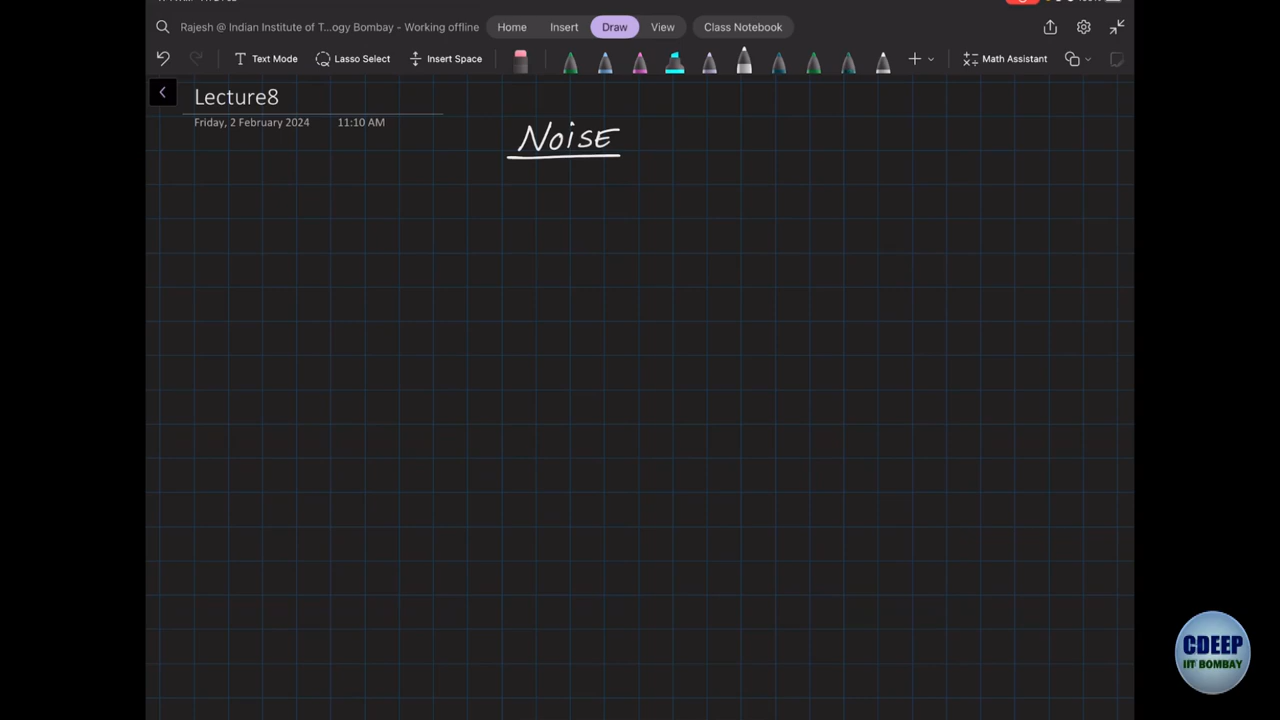 Rajesh @ Indian Institute of T...ogy Bombay - Working offline
Home
Insert
Draw
View
Class Notebook
Text Mode
Lasso Select
Insert Space
Math Assistant
Lecture8
Friday, 2 February 2024
11:10 AM
NoiSE
CDEEP
IIT BOMBAY